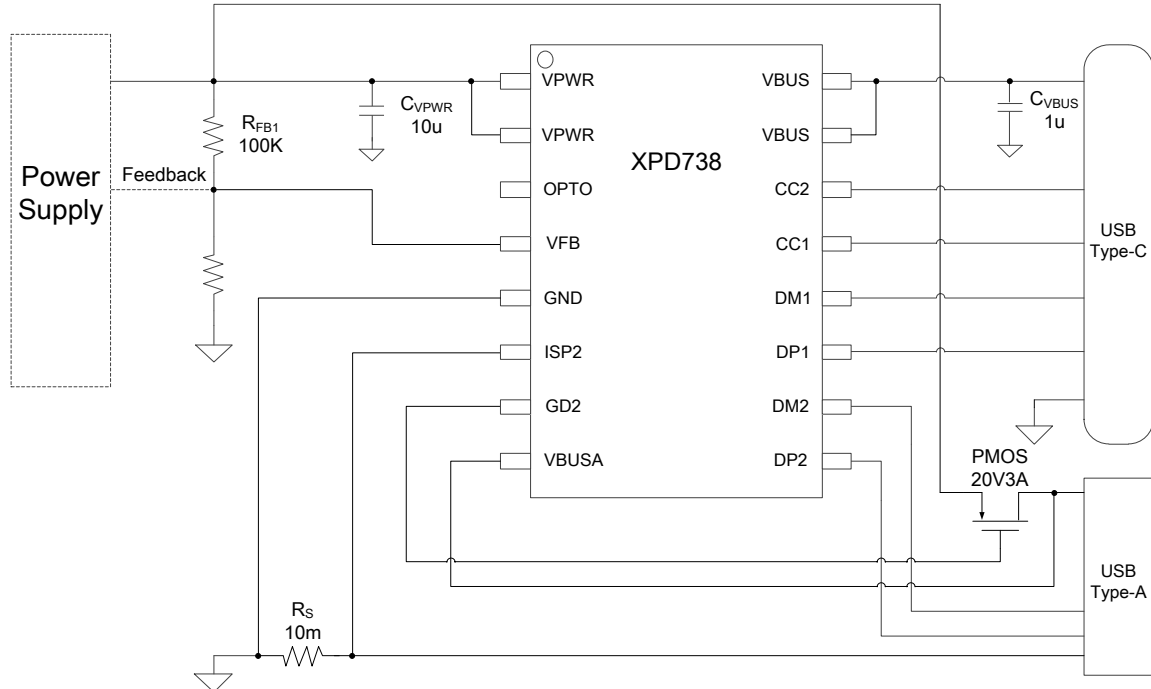 Power
Supply
Feedback
RFB1
100K
CVPWR
10u
XPD738
VPWR
VPWR
OPTO
VFB
GND
ISP2
GD2
VBUSA
VBUS
VBUS
CC2
CC1
DM1
DP1
DM2
DP2
CVBUS
1u
USB
Type-C
PMOS
20V3A
USB
Type-A
RS
10m